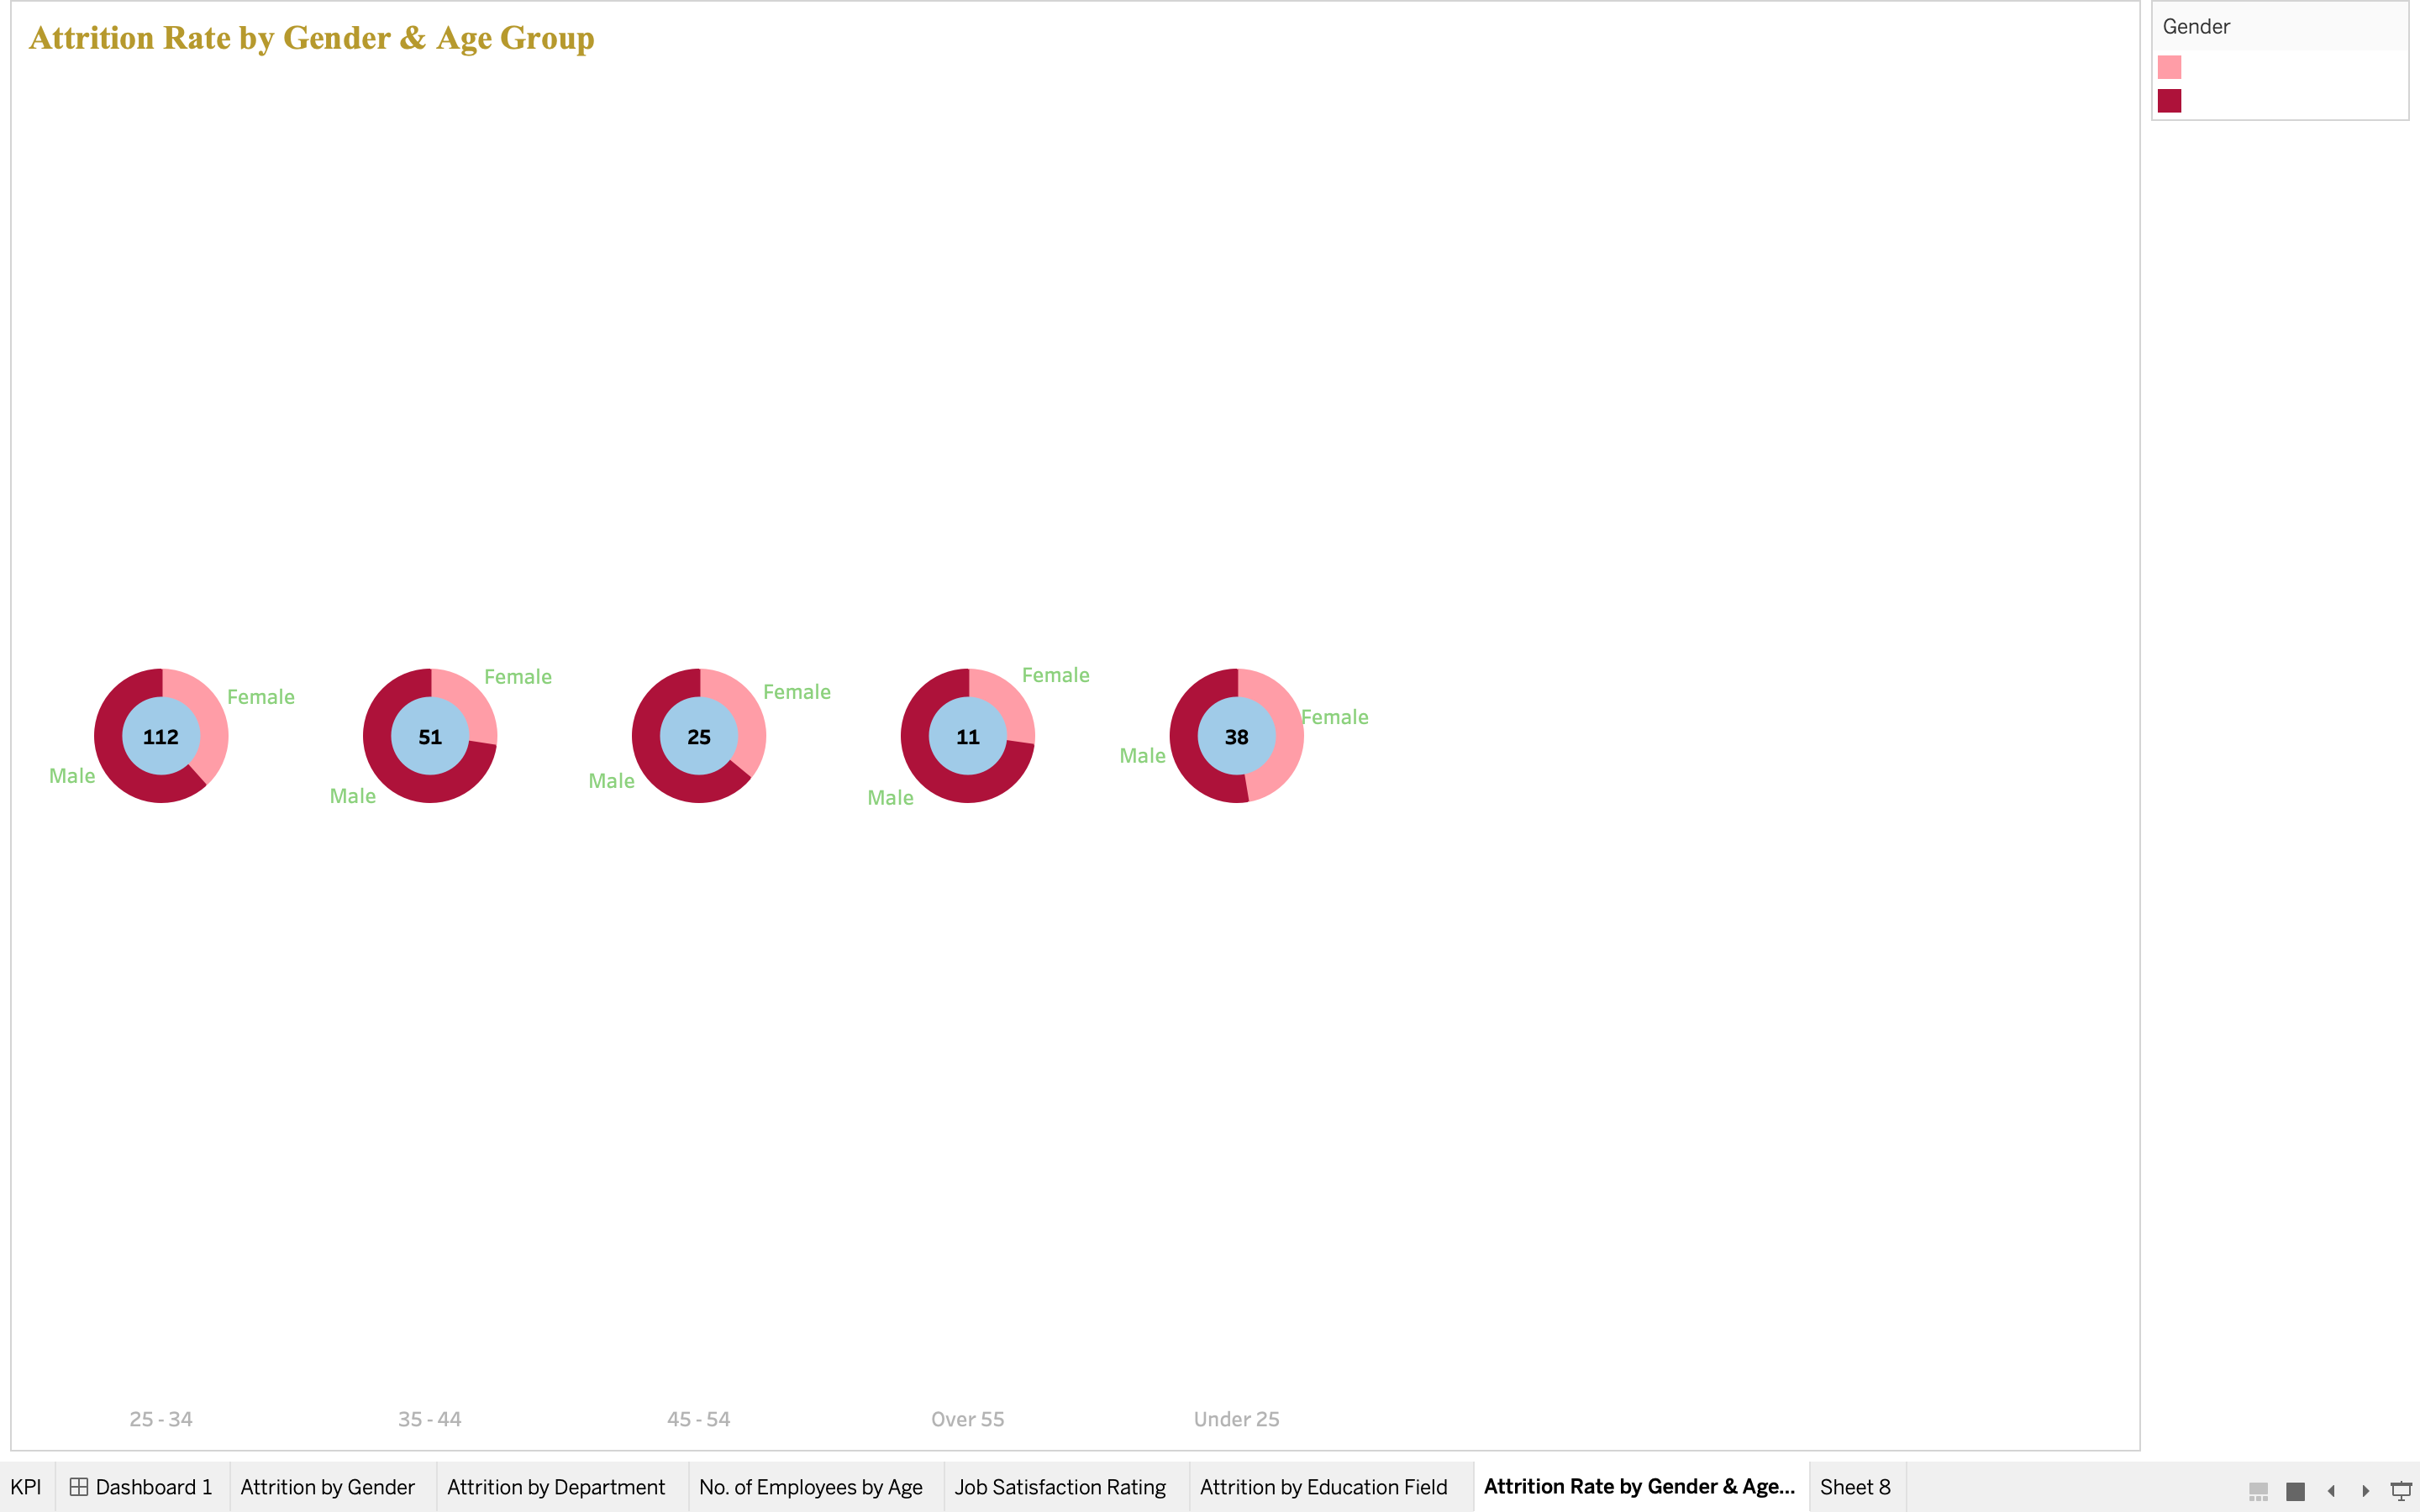 Attrition Rate by Gender & Age Group
Gender
Female
Female
Female
Female
Female
112
51
25
11
38
Male
Male
Male
Male
Male
25 - 34
35 - 44
45 - 54
Over 55
Under 25
KPI
Dashboard 1
Attrition by Gender
Attrition by Department
No. of Employees by Age
Job Satisfaction Rating
Attrition by Education Field
Attrition Rate by Gender & Age...
Sheet 8